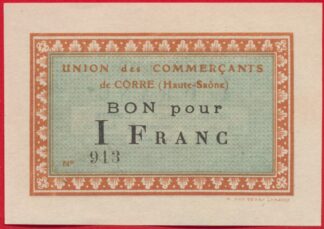 UNION des COMMERÇANTS
de CORRE (Haute-Saône)
BON pour
1 FRANC
Nº 913